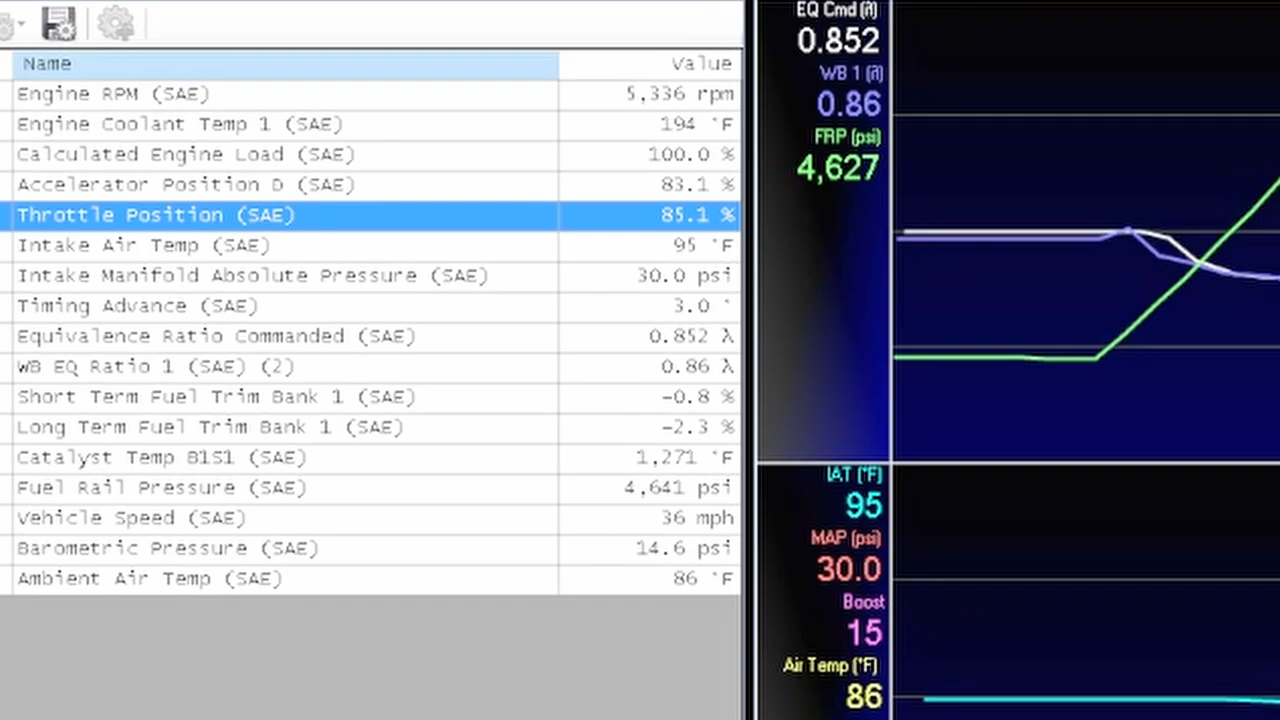 Name Value
Engine RPM (SAE) 5,336 rpm
Engine Coolant Temp 1 (SAE) 194 °F
Calculated Engine Load (SAE) 100.0 %
Accelerator Position D (SAE) 83.1 %
Throttle Position (SAE) 85.1 %
Intake Air Temp (SAE) 95 °F
Intake Manifold Absolute Pressure (SAE) 30.0 psi
Timing Advance (SAE) 3.0 °
Equivalence Ratio Commanded (SAE) 0.852 λ
WB EQ Ratio 1 (SAE) (2) 0.86 λ
Short Term Fuel Trim Bank 1 (SAE) -0.8 %
Long Term Fuel Trim Bank 1 (SAE) -2.3 %
Catalyst Temp B1S1 (SAE) 1,271 °F
Fuel Rail Pressure (SAE) 4,641 psi
Vehicle Speed (SAE) 36 mph
Barometric Pressure (SAE) 14.6 psi
Ambient Air Temp (SAE) 86 °F
EQ Cmd (λ)
0.852
WB 1 (λ)
0.86
FRP (psi)
4,627
IAT (°F)
95
MAP (psi)
30.0
Boost
15
Air Temp (°F)
86